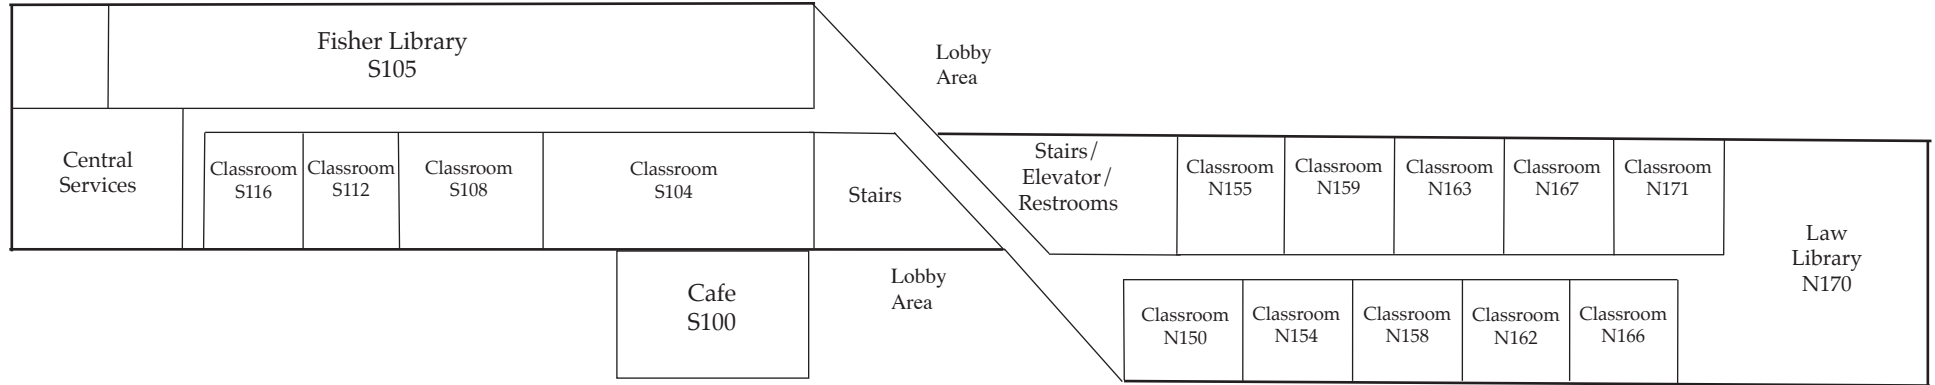 Fisher Library
S105
Lobby
Area
Central
Services
Classroom
S116
Classroom
S112
Classroom
S108
Classroom
S104
Stairs
Stairs/
Elevator/
Restrooms
Classroom
N155
Classroom
N159
Classroom
N163
Classroom
N167
Classroom
N171
Law
Library
N170
Cafe
S100
Lobby
Area
Classroom
N150
Classroom
N154
Classroom
N158
Classroom
N162
Classroom
N166